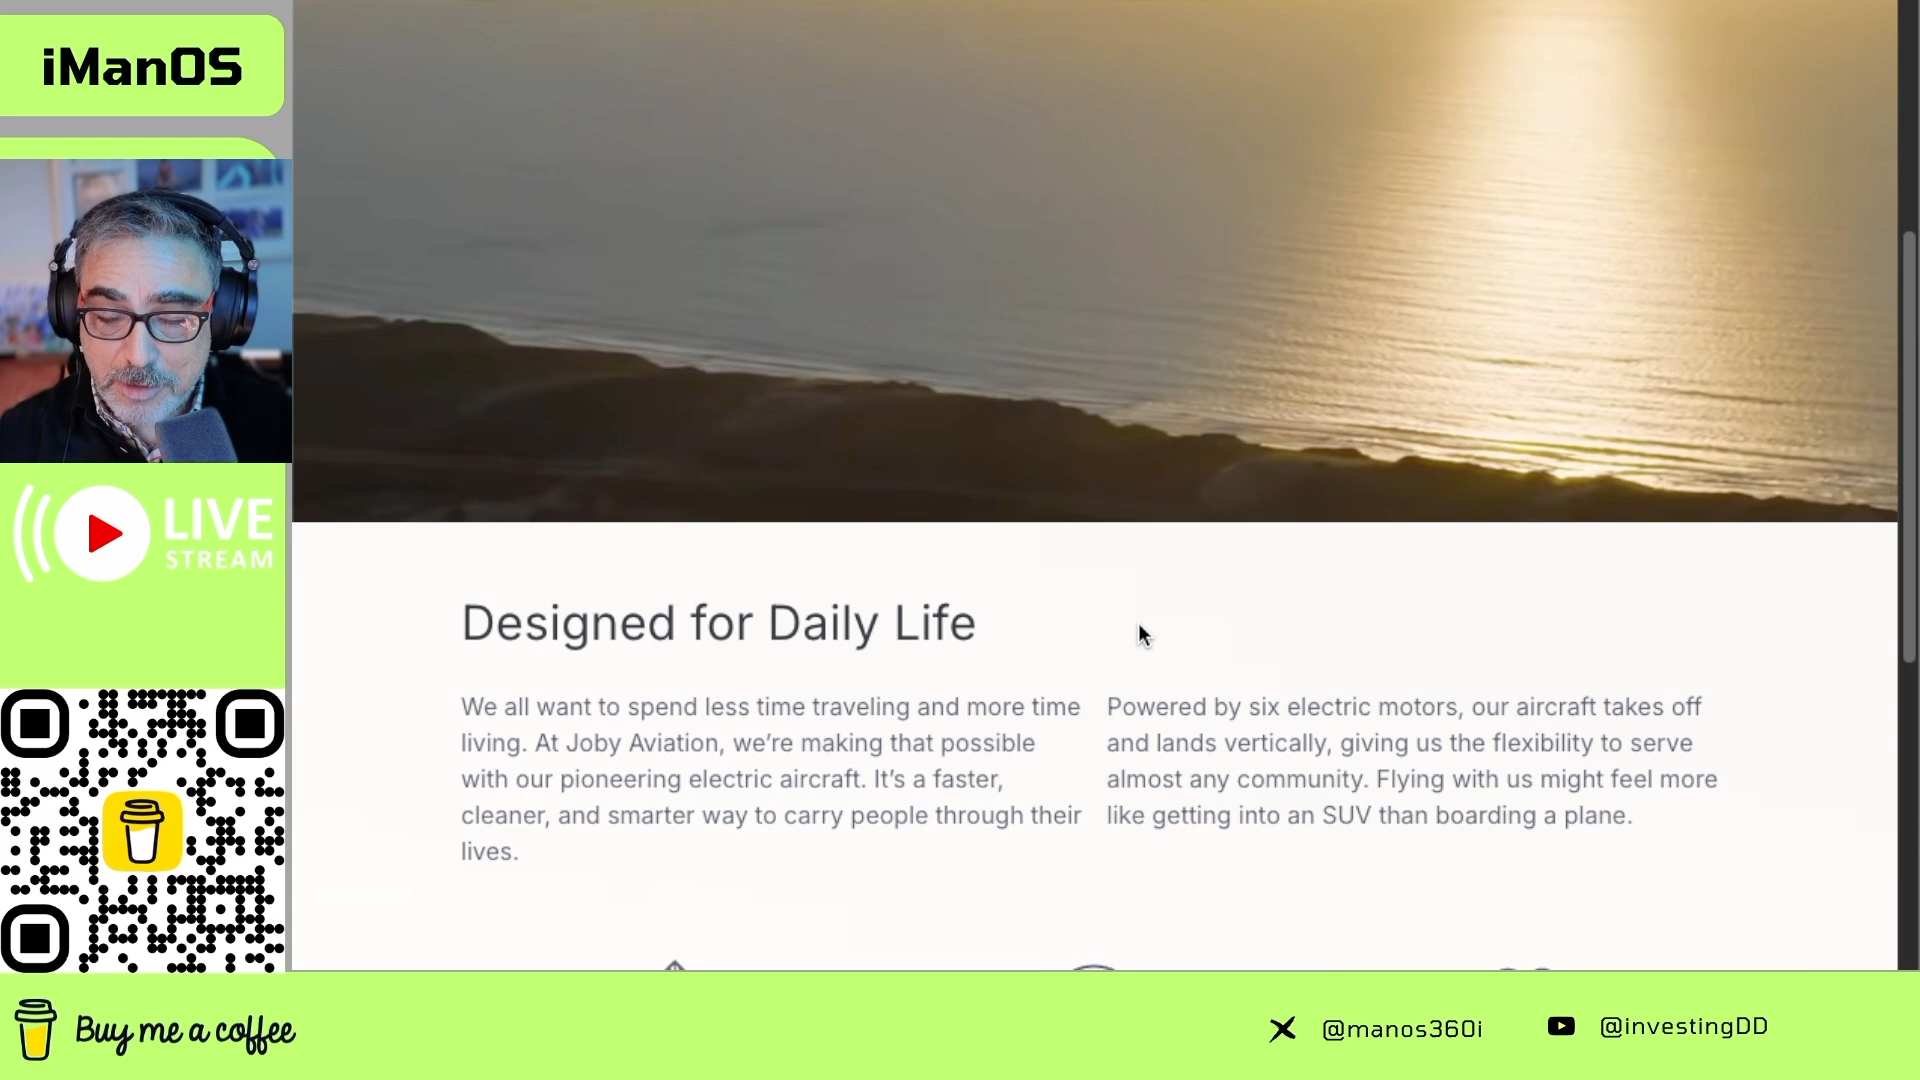 iManOS
LIVE
STREAM
Designed for Daily Life
We all want to spend less time traveling and more time
living. At Joby Aviation, we’re making that possible
with our pioneering electric aircraft. It’s a faster,
cleaner, and smarter way to carry people through their
lives.
Powered by six electric motors, our aircraft takes off
and lands vertically, giving us the flexibility to serve
almost any community. Flying with us might feel more
like getting into an SUV than boarding a plane.
Buy me a coffee
@manos360i
@investingDD